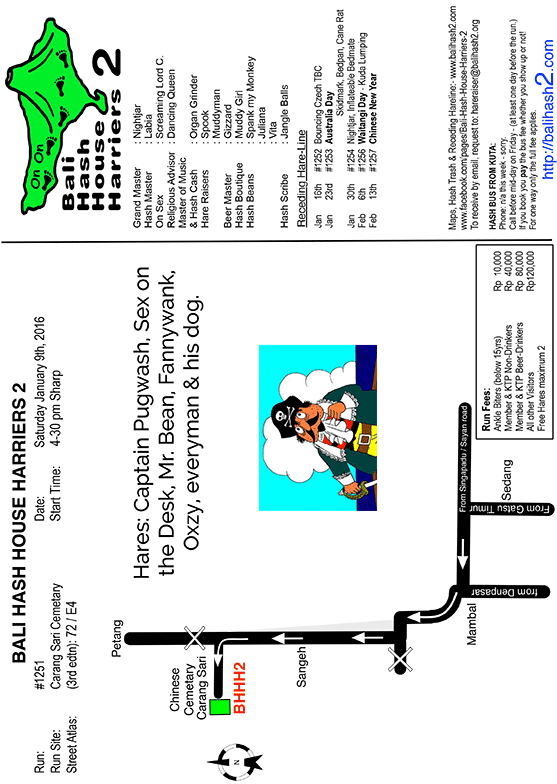 BALI HASH HOUSE HARRIERS 2
Run: #1251 Date: Saturday January 9th, 2016
Run Site: Carang Sari Cemetary Start Time: 4-30 pm Sharp
Street Atlas: (3rd edtn): 72 / E4
Hares: Captain Pugwash, Sex on
the Desk, Mr. Bean, Fannywank,
Oxzy, everyman & his dog.
Petang
Chinese
Cemetary
Carang Sari
BHHH2
Sangeh
N
Mambal
from Denpasar
From Gatsu Timur
Sedang
From Singapadu / Sayan road
Run Fees:
Ankle Biters (below 15yrs) Rp 10,000
Member & KTP Non-Drinkers Rp 40,000
Member & KTP Beer-Drinkers Rp 80,000
All other Visitors Rp120,000
Free Hares maximum 2
On On
Bali
Hash
House
Harriers 2
Grand Master : Nightjar
Hash Master : Labia
On Sex : Screaming Lord C.
Religious Advisor : Dancing Queen
Master of Music
& Hash Cash : Organ Grinder
Hare Raisers : Spook
: Muddyman
Beer Master : Gizzard
Hash Boutique : Muddy Girl
Hash Beans : Spank my Monkey
: Juliana
: Vita
Hash Scribe : Jangle Balls
Receding Hare-Line
Jan 16th #1252 Bouncing Czech TBC
Jan 23rd #1253 Australia Day
Skidmark, Bedpan, Cane Rat
Jan 30th #1254 Nightjar, Inflateable Bedmate
Feb 6th #1256 Waitangi Day - Kuda Lumping
Feb 13th #1257 Chinese New Year
Maps, Hash Trash & Receding Hareline:- www.balihash2.com
www.facebook.com/pages/Bali-Hash-House-Harriers-2
To receive by email, request to: hareraiser@balihash2.org
HASH BUS FROM KUTA:
Phone: n/a this week - sorry.
Call before mid-day on Friday - (at least one day before the run.)
If you book you pay the bus fee whether you show up or not!
For one way only the full fee applies.
http://balihash2.com